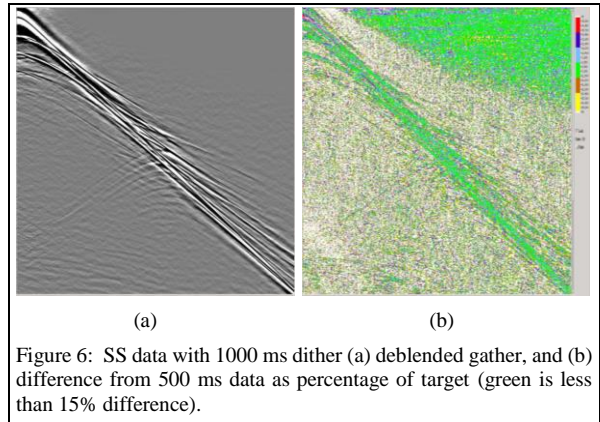 (a)
(b)
Figure 6: SS data with 1000 ms dither (a) deblended gather, and (b)
difference from 500 ms data as percentage of target (green is less
than 15% difference).